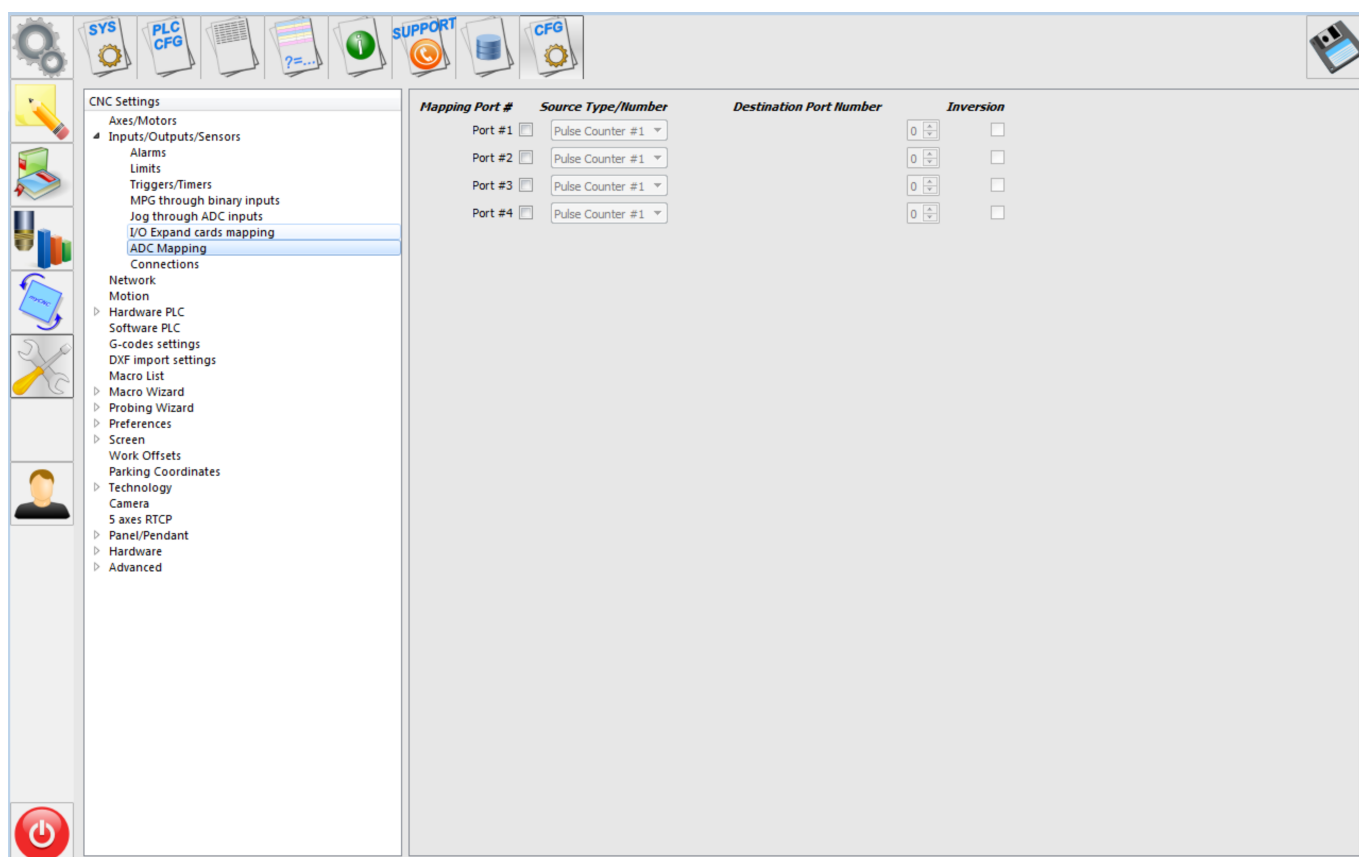 SYS
PLC
CFG
?=...
i
SUPPORT
CFG
myCNC
CNC Settings
Axes/Motors
Inputs/Outputs/Sensors
Alarms
Limits
Triggers/Timers
MPG through binary inputs
Jog through ADC inputs
I/O Expand cards mapping
ADC Mapping
Connections
Network
Motion
Hardware PLC
Software PLC
G-codes settings
DXF import settings
Macro List
Macro Wizard
Probing Wizard
Preferences
Screen
Work Offsets
Parking Coordinates
Technology
Camera
5 axes RTCP
Panel/Pendant
Hardware
Advanced
Mapping Port # Source Type/Number Destination Port Number Inversion
Port #1 Pulse Counter #1 0
Port #2 Pulse Counter #1 0
Port #3 Pulse Counter #1 0
Port #4 Pulse Counter #1 0